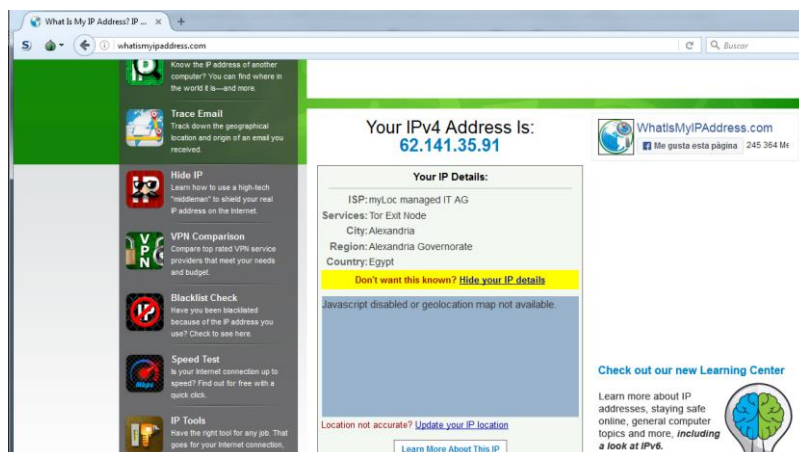 What Is My IP Address? IP ...
whatismyipaddress.com
Buscar
Know the IP address of another
computer? You can find where in
the world it is—and more.
Trace Email
Track down the geographical
location and origin of an email you
received.
Hide IP
Learn how to use a high-tech
"middleman" to shield your real
IP address on the Internet.
VPN Comparison
Compare top rated VPN service
providers that meet your needs
and budget.
Blacklist Check
Have you been blacklisted
because of the IP address you
use? Check to see here.
Speed Test
Is your Internet connection up to
speed? Find out for free with a
quick click.
IP Tools
Have the right tool for any job. That
goes for your Internet connection,
Your IPv4 Address Is:
62.141.35.91
Your IP Details:
ISP: myLoc managed IT AG
Services: Tor Exit Node
City: Alexandria
Region: Alexandria Governorate
Country: Egypt
Don't want this known? Hide your IP details
Javascript disabled or geolocation map not available.
Location not accurate? Update your IP location
Learn More About This IP
WhatIsMyIPAddress.com
Me gusta esta página 245 364 Me
Check out our new Learning Center
Learn more about IP
addresses, staying safe
online, general computer
topics and more, including
a look at IPv6.